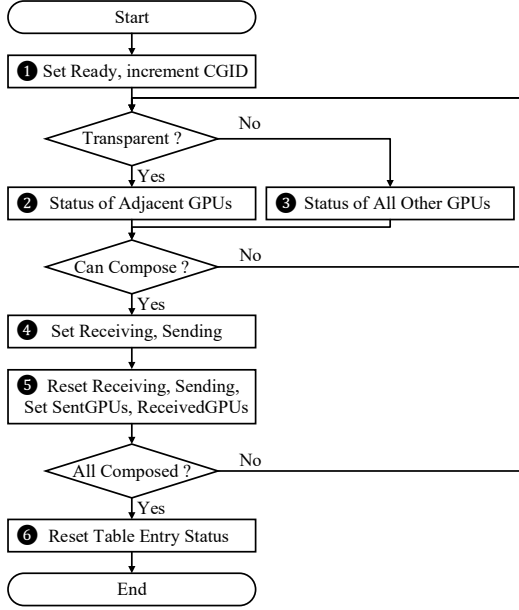 Start
❶ Set Ready, increment CGID
Transparent ?
No
Yes
❷ Status of Adjacent GPUs
❸ Status of All Other GPUs
Can Compose ?
No
Yes
❹ Set Receiving, Sending
❺ Reset Receiving, Sending,
Set SentGPUs, ReceivedGPUs
All Composed ?
No
Yes
❻ Reset Table Entry Status
End